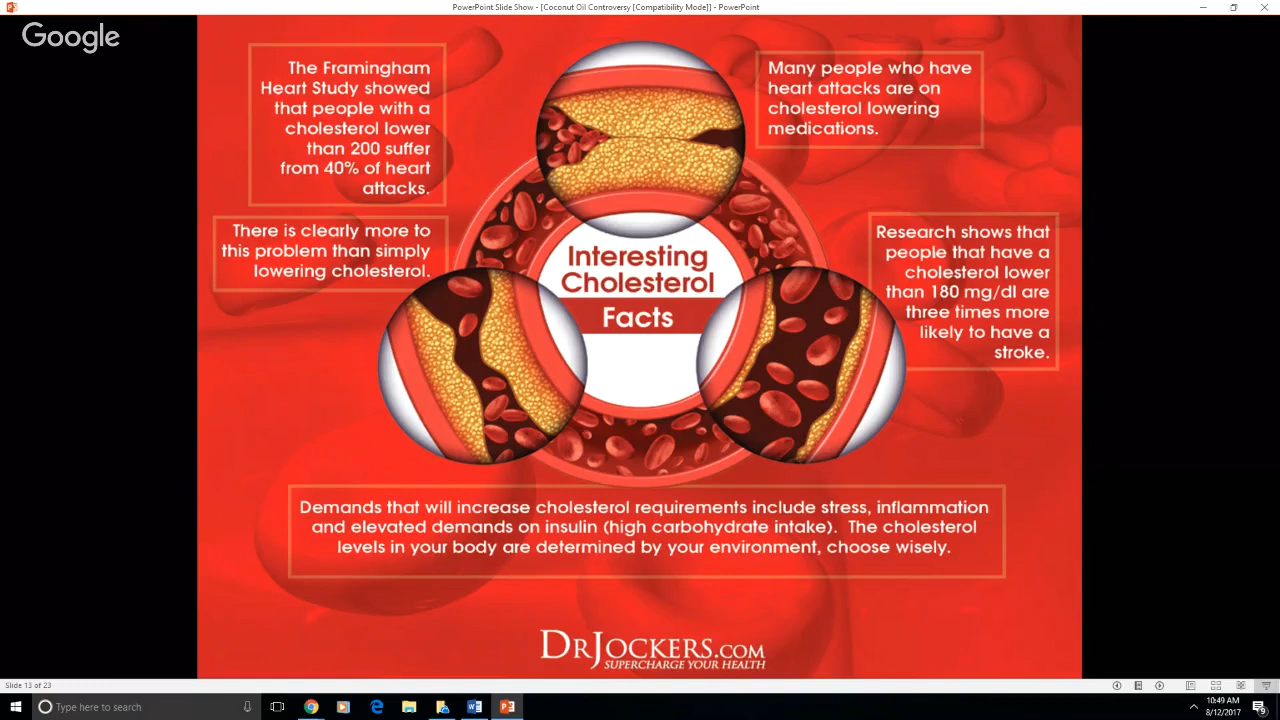 PowerPoint Slide Show - [Coconut Oil Controversy [Compatibility Mode]] - PowerPoint
Google
The Framingham
Heart Study showed
that people with a
cholesterol lower
than 200 suffer
from 40% of heart
attacks.
Many people who have
heart attacks are on
cholesterol lowering
medications.
There is clearly more to
this problem than simply
lowering cholesterol.
Interesting
Cholesterol
Facts
Research shows that
people that have a
cholesterol lower
than 180 mg/dl are
three times more
likely to have a
stroke.
Demands that will increase cholesterol requirements include stress, inflammation
and elevated demands on insulin (high carbohydrate intake). The cholesterol
levels in your body are determined by your environment, choose wisely.
DRJOCKERS.COM
SUPERCHARGE YOUR HEALTH
Slide 13 of 23
Type here to search
10:49 AM
8/12/2017
9